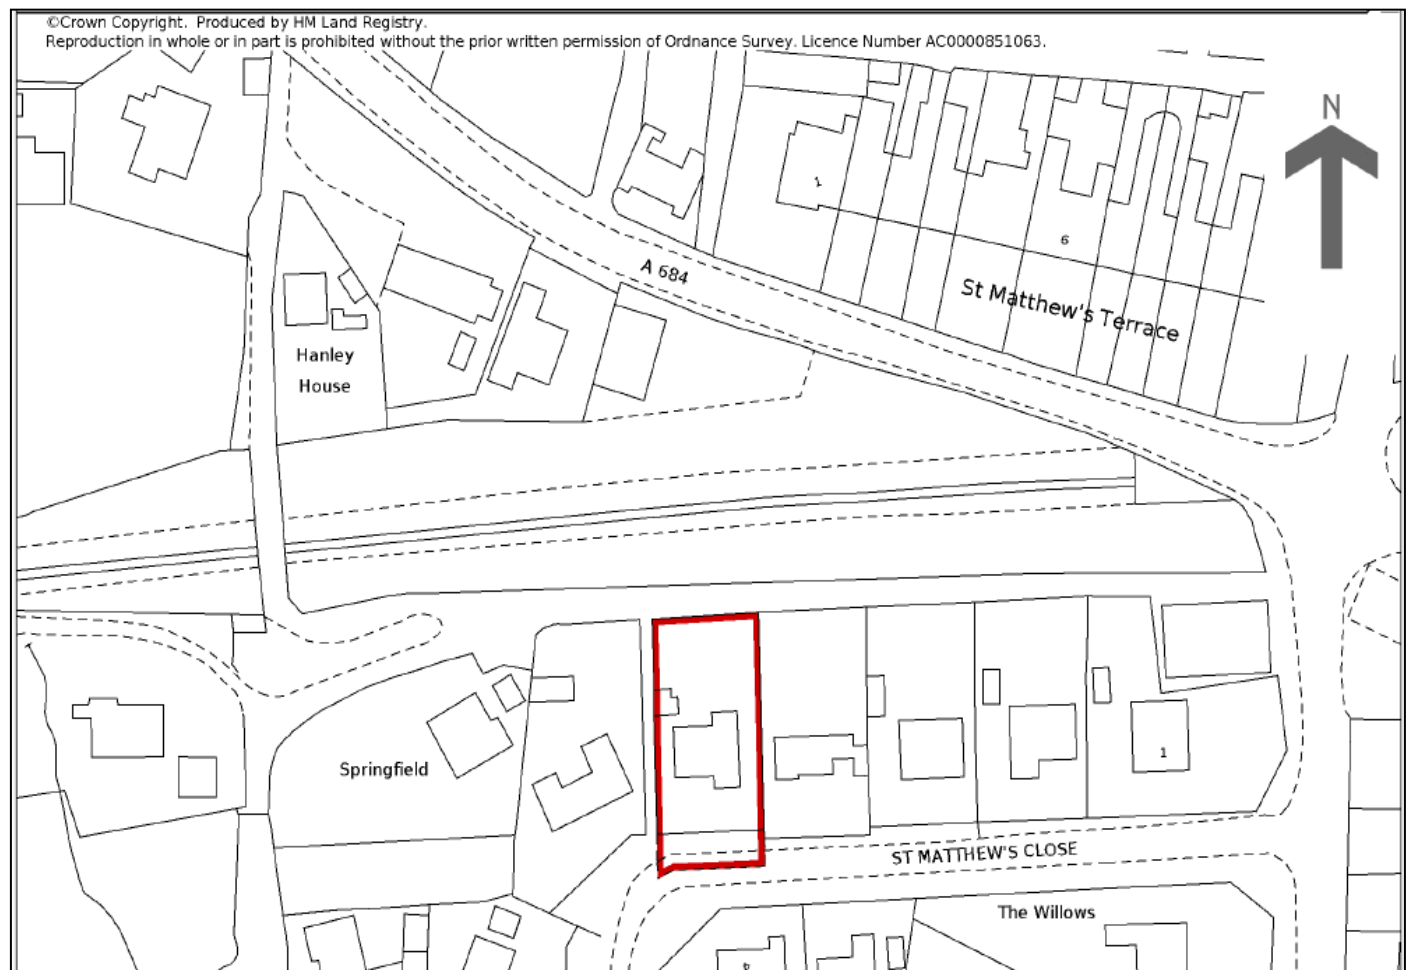 ©Crown Copyright. Produced by HM Land Registry.
Reproduction in whole or in part is prohibited without the prior written permission of Ordnance Survey. Licence Number AC0000851063.
N
1
6
A 684
St Matthew's Terrace
Hanley
House
1
Springfield
ST MATTHEW'S CLOSE
The Willows